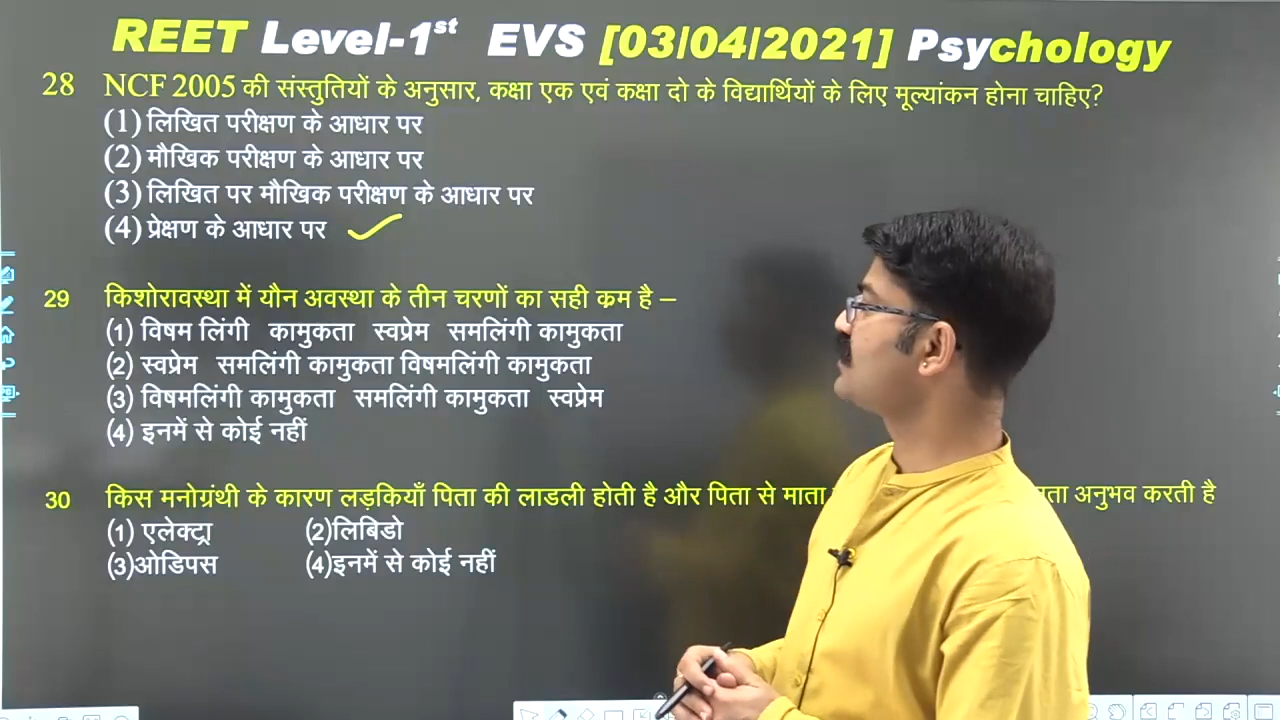 REET Level-1st EVS [03/04/2021] Psychology
28 NCF 2005 की संस्तुतियों के अनुसार, कक्षा एक एवं कक्षा दो के विद्यार्थियों के लिए मूल्यांकन होना चाहिए?
(1) लिखित परीक्षण के आधार पर
(2) मौखिक परीक्षण के आधार पर
(3) लिखित पर मौखिक परीक्षण के आधार पर
(4) प्रेक्षण के आधार पर
29 किशोरावस्था में यौन अवस्था के तीन चरणों का सही क्रम है –
(1) विषम लिंगी कामुकता स्वप्रेम समलिंगी कामुकता
(2) स्वप्रेम समलिंगी कामुकता विषमलिंगी कामुकता
(3) विषमलिंगी कामुकता समलिंगी कामुकता स्वप्रेम
(4) इनमें से कोई नहीं
30 किस मनोग्रंथी के कारण लड़कियाँ पिता की लाडली होती है और पिता से माता अनुभव करती है
(1) एलेक्ट्रा (2)लिबिडो
(3)ओडिपस (4)इनमें से कोई नहीं